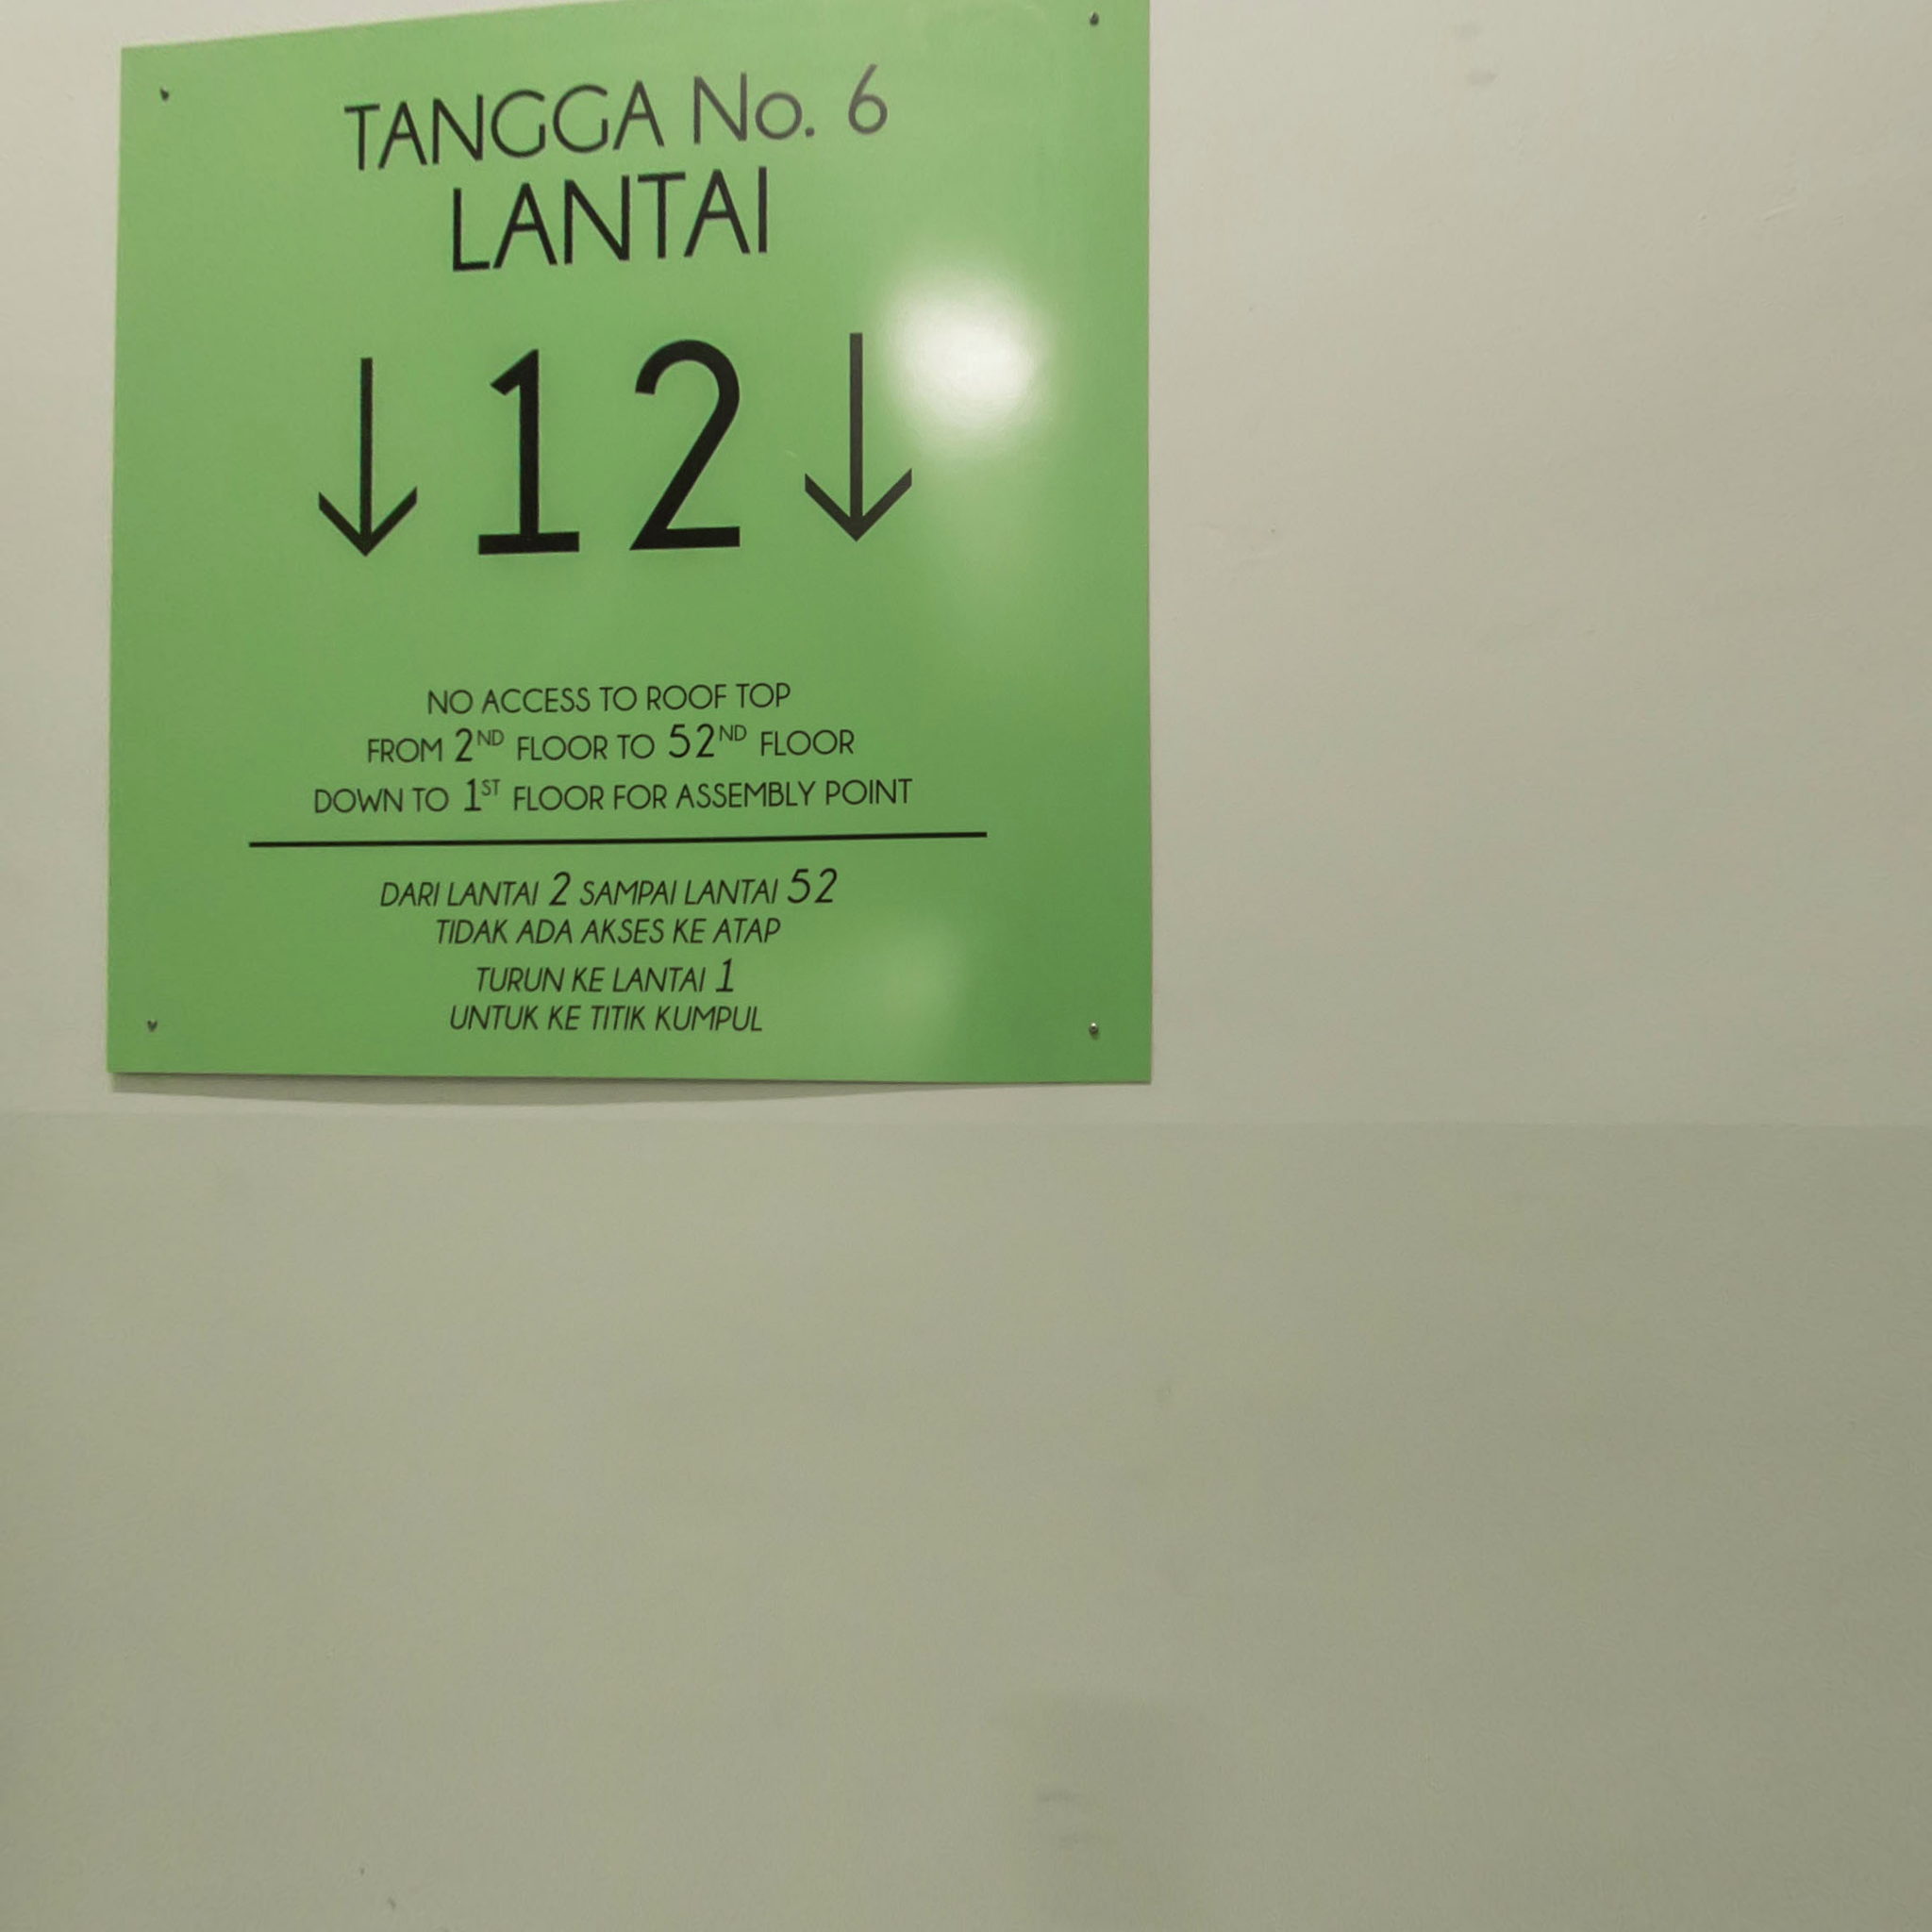 TANGGA No. 6
LANTAI
↓ 12 ↓
NO ACCESS TO ROOF TOP
FROM 2ND FLOOR TO 52ND FLOOR
DOWN TO 1ST FLOOR FOR ASSEMBLY POINT
DARI LANTAI 2 SAMPAI LANTAI 52
TIDAK ADA AKSES KE ATAP
TURUN KE LANTAI 1
UNTUK KE TITIK KUMPUL